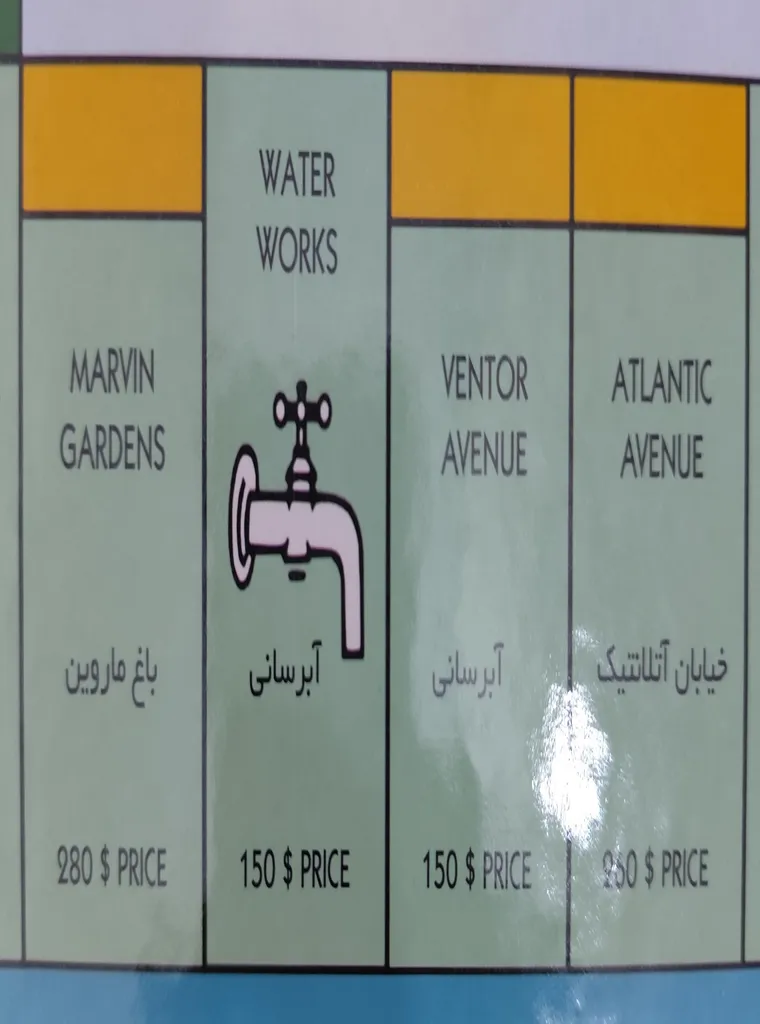 MARVIN
GARDENS
باغ ماروین
280 $ PRICE
WATER
WORKS
آبرسانی
150 $ PRICE
VENTOR
AVENUE
آبرسانی
150 $ PRICE
ATLANTIC
AVENUE
خیابان آتلانتیک
260 $ PRICE